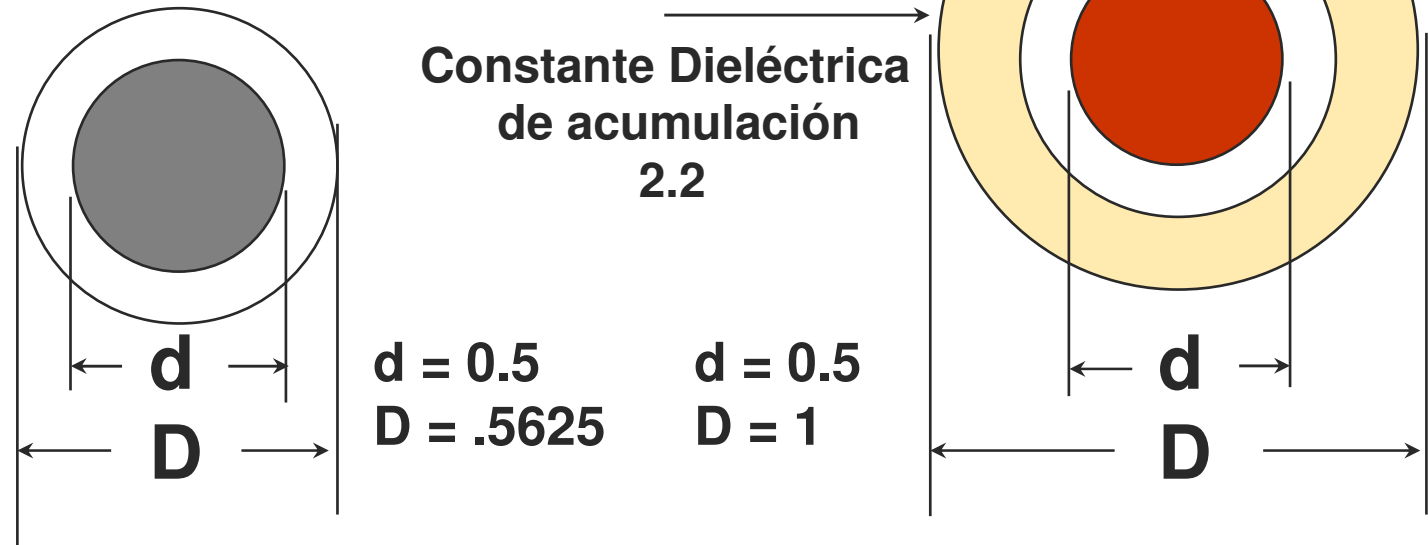 Constante Dieléctrica
de acumulación
2.2
d
d = 0.5
d = 0.5
d
D
D = .5625
D = 1
D